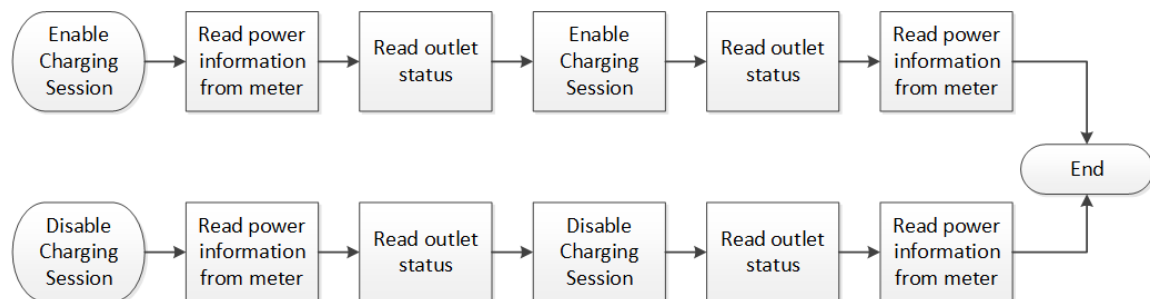 Enable
Charging
Session
Read power
information
from meter
Read outlet
status
Enable
Charging
Session
Read outlet
status
Read power
information
from meter
End
Disable
Charging
Session
Read power
information
from meter
Read outlet
status
Disable
Charging
Session
Read outlet
status
Read power
information
from meter